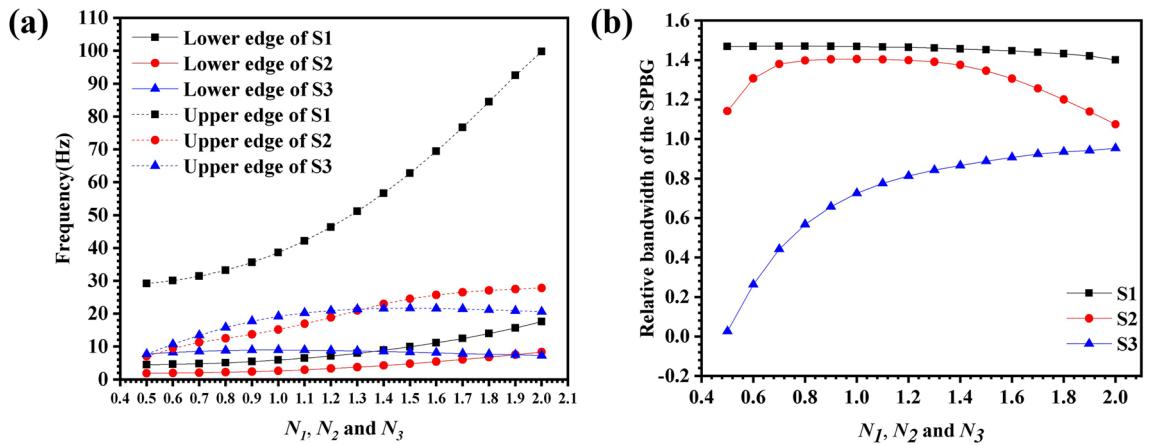 (a)
110
100
90
80
70
60
50
40
30
20
10
0
Frequency(Hz)
Lower edge of S1
Lower edge of S2
Lower edge of S3
Upper edge of S1
Upper edge of S2
Upper edge of S3
0.4 0.5 0.6 0.7 0.8 0.9 1.0 1.1 1.2 1.3 1.4 1.5 1.6 1.7 1.8 1.9 2.0 2.1
N1, N2 and N3
(b)
1.6
1.4
1.2
1.0
0.8
0.6
0.4
0.2
0.0
-0.2
Relative bandwidth of the SPBG
S1
S2
S3
0.4 0.6 0.8 1.0 1.2 1.4 1.6 1.8 2.0
N1, N2 and N3